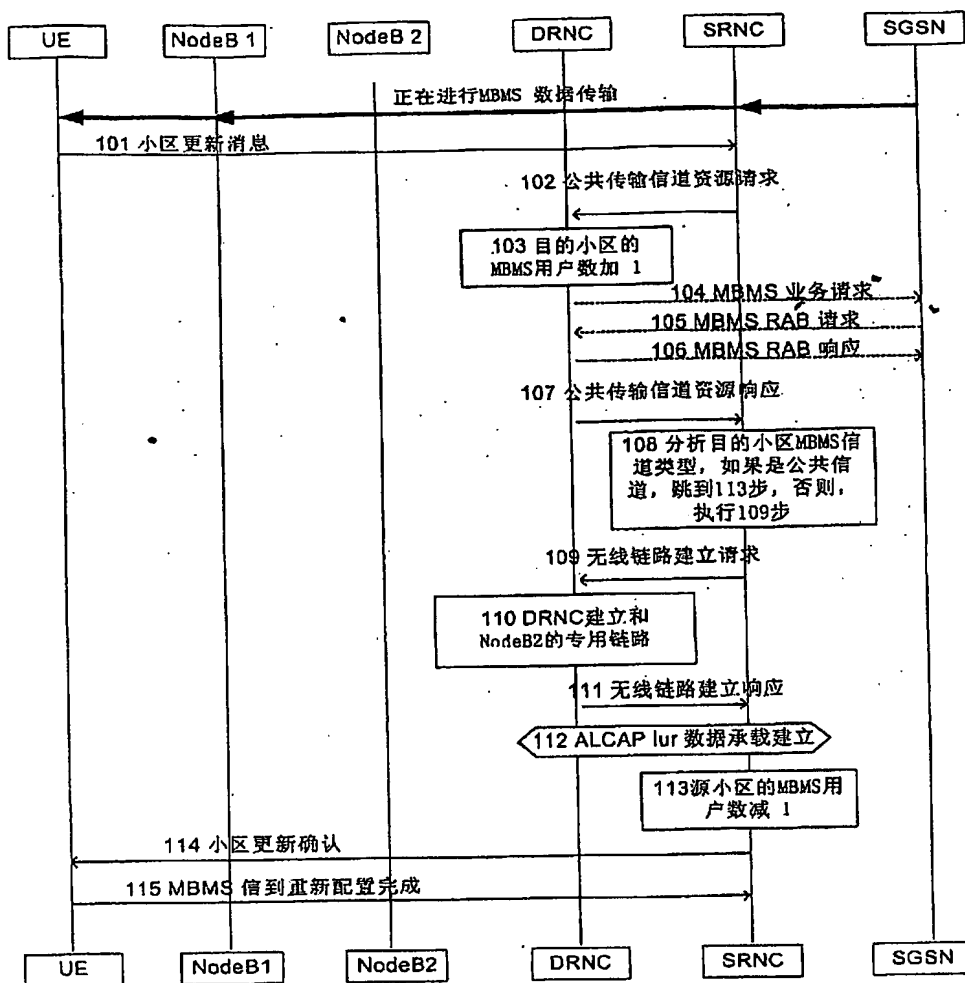 UE
NodeB 1
NodeB 2
DRNC
SRNC
SGSN
正在进行MBMS 数据传输
101 小区更新消息
102 公共传输信道资源请求
103 目的小区的
MBMS用户数加 1
104 MBMS 业务请求
105 MBMS RAB 请求
106 MBMS RAB 响应
107 公共传输信道资源响应
108 分析目的小区MBMS信
道类型，如果是公共信
道，跳到113步，否则，
执行109步
109 无线链路建立请求
110 DRNC建立和
NodeB2的专用链路
111 无线链路建立响应
112 ALCAP Iur 数据承载建立
113源小区的MBMS用
户数减 1
114 小区更新确认
115 MBMS 信到重新配置完成
UE
NodeB1
NodeB2
DRNC
SRNC
SGSN